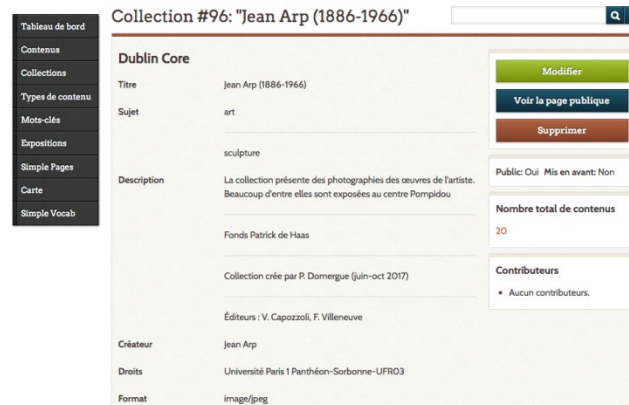 Collection #96: "Jean Arp (1886-1966)"
Tableau de bord
Contenus
Collections
Types de contenu
Mots-clés
Expositions
Simple Pages
Carte
Simple Vocab
Dublin Core
Titre
Jean Arp (1886-1966)
Sujet
art
sculpture
Description
La collection présente des photographies des œuvres de l'artiste.
Beaucoup d'entre elles sont exposées au centre Pompidou
Fonds Patrick de Haas
Collection crée par P. Domergue (juin-oct 2017)
Éditeurs : V. Capozzoli, F. Villeneuve
Créateur
Jean Arp
Droits
Université Paris 1 Panthéon-Sorbonne-UFR03
Format
image/jpeg
Modifier
Voir la page publique
Supprimer
Public: Oui Mis en avant: Non
Nombre total de contenus
20
Contributeurs
• Aucun contributeurs.